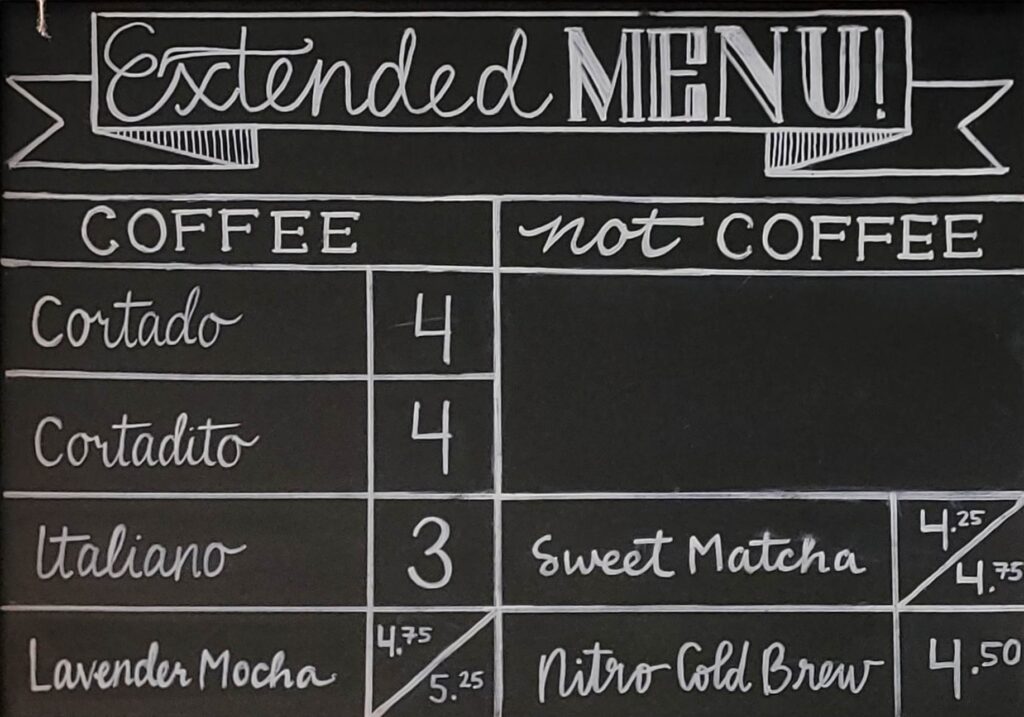 Extended MENU!
COFFEE
Cortado 4
Cortadito 4
Italiano 3
Lavender Mocha 4.75 / 5.25
not COFFEE
Sweet Matcha 4.25 / 4.75
Nitro Cold Brew 4.50